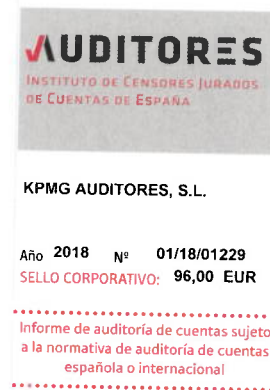 AUDITORES
INSTITUTO DE CENSORES JURADOS
DE CUENTAS DE ESPAÑA
KPMG AUDITORES, S.L.
Año 2018 Nº 01/18/01229
SELLO CORPORATIVO: 96,00 EUR
Informe de auditoría de cuentas sujeto
a la normativa de auditoría de cuentas
española o internacional